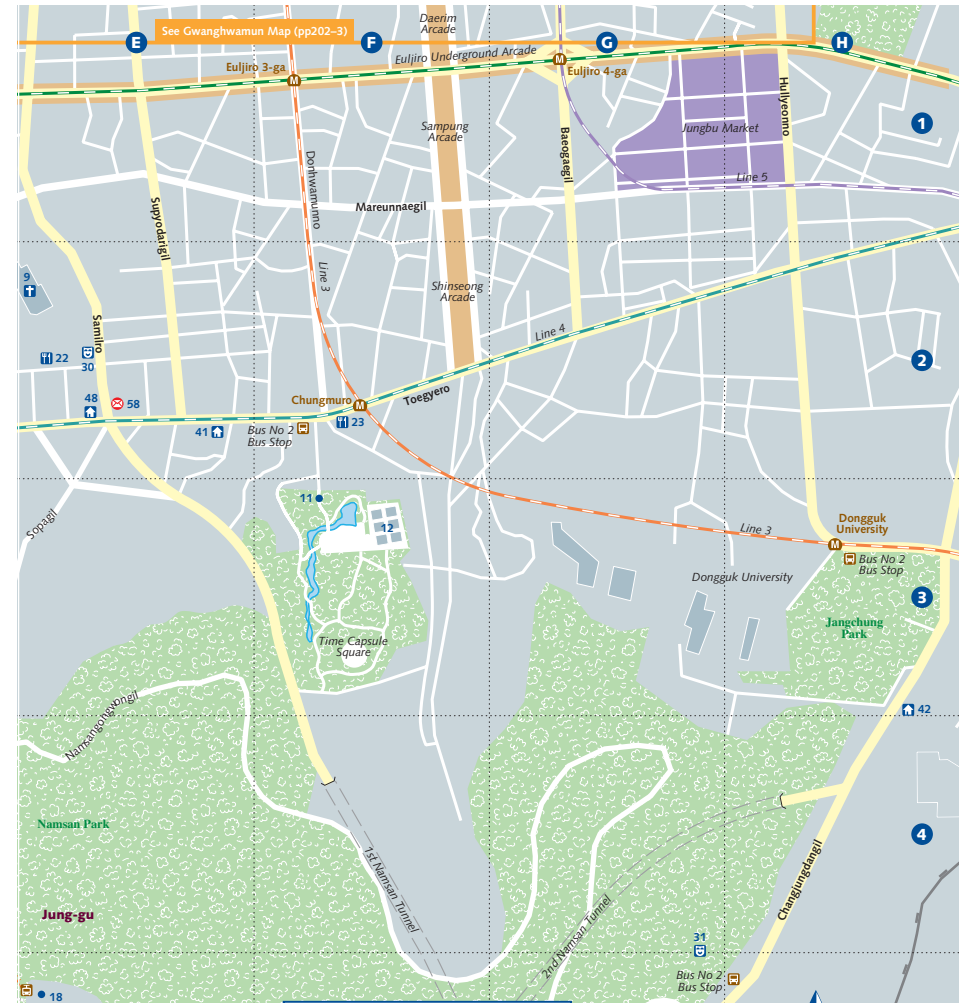 Daerim
Arcade
See Gwanghwamun Map (pp202–3)
E
F
G
H
Euljiro Underground Arcade
Euljiro 3-ga
M
M
Euljiro 4-ga
Hullyeonno
1
Sampung
Arcade
Jungbu Market
Donhwamunno
Baeogaegil
Line 5
Supyodarigil
Mareunnaegil
Line 3
9
Shinseong
Arcade
Samilro
Line 4
22
30
2
48
58
Chungmuro
M
Toegyero
41
Bus No 2
Bus Stop
23
11
12
Sopagil
Line 3
Dongguk
University
M
Bus No 2
Bus Stop
Dongguk University
3
Jangchung
Park
Time Capsule
Square
Namsangongwongil
42
Namsan Park
4
1st Namsan Tunnel
Changjungdangil
Jung-gu
2nd Namsan Tunnel
31
Bus No 2
Bus Stop
18